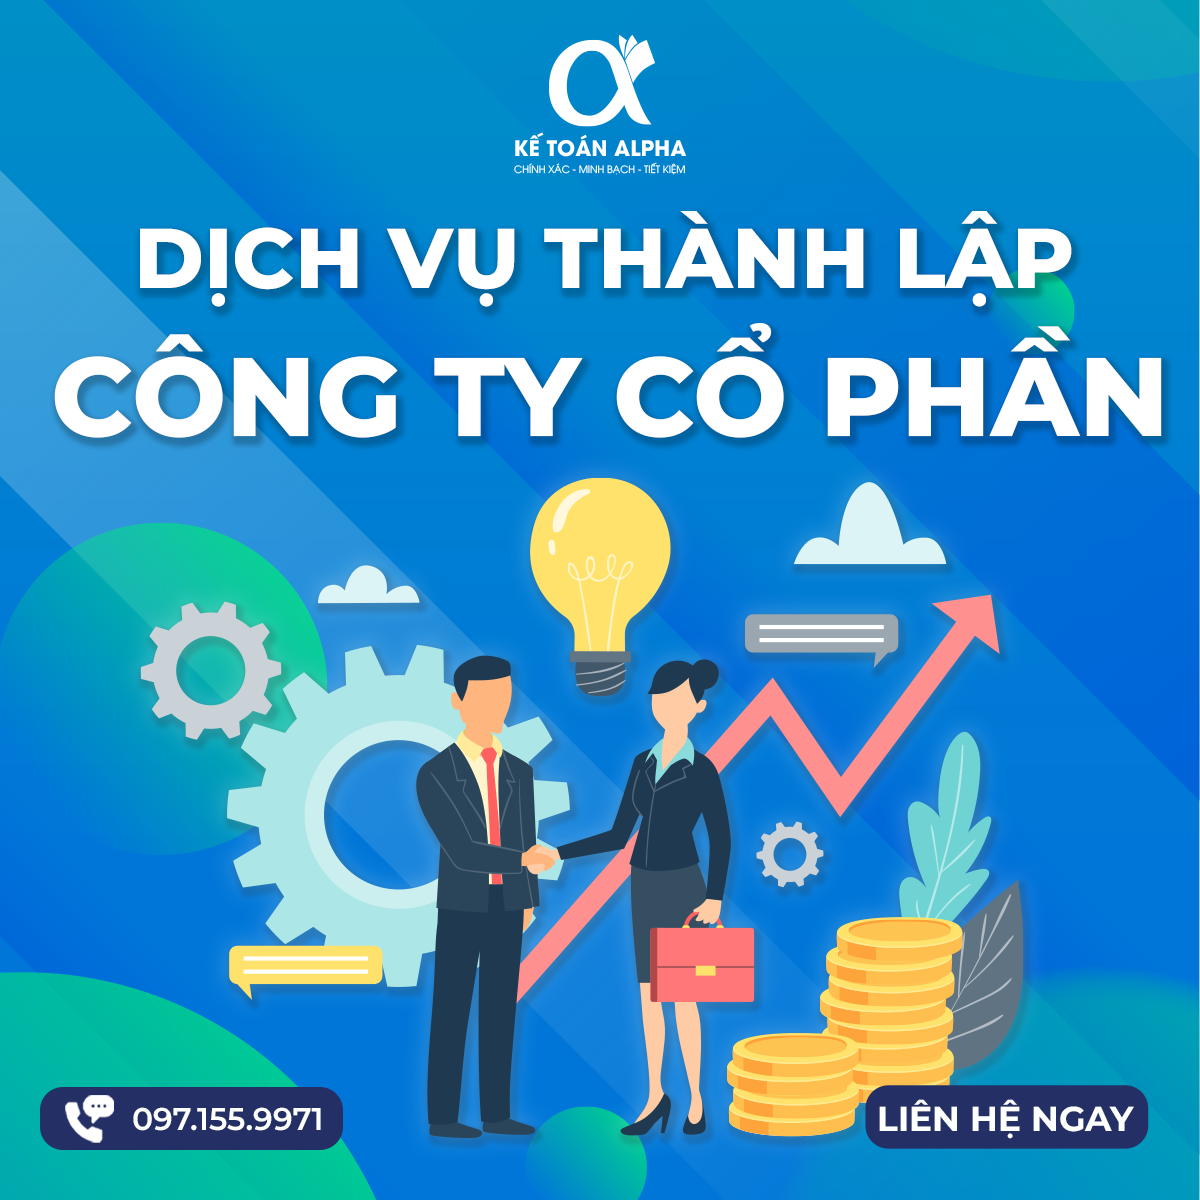 KẾ TOÁN ALPHA
CHÍNH XÁC - MINH BẠCH - TIẾT KIỆM
DỊCH VỤ THÀNH LẬP
CÔNG TY CỔ PHẦN
097.155.9971
LIÊN HỆ NGAY